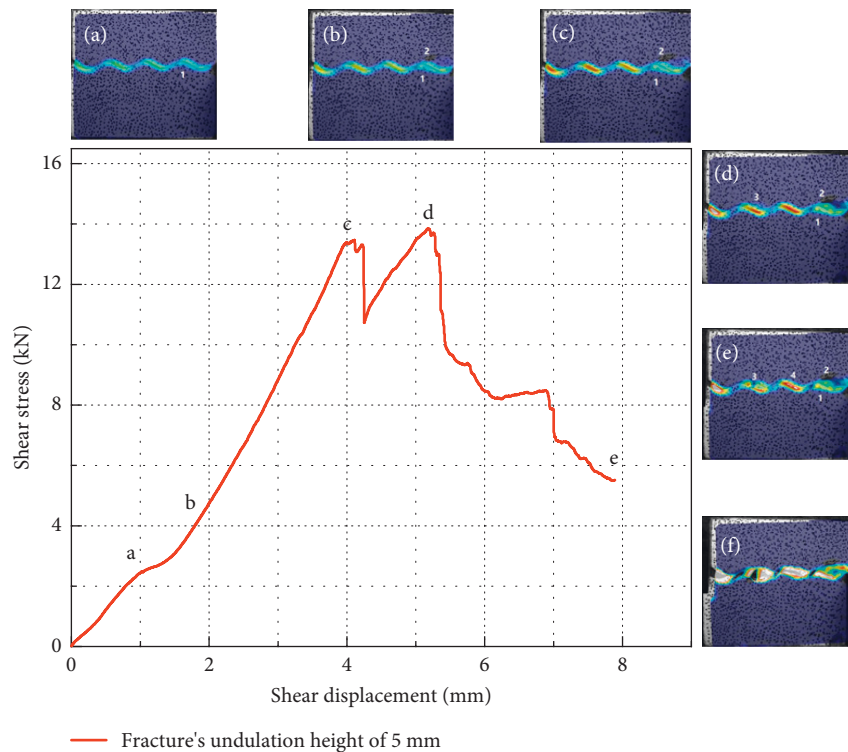 (a)
1
(b)
2
1
(c)
2
1
16
12
8
4
0
0
2
4
6
8
a
b
c
d
e
Shear stress (kN)
Shear displacement (mm)
Fracture's undulation height of 5 mm
(d)
3
2
1
(e)
3
4
2
1
(f)